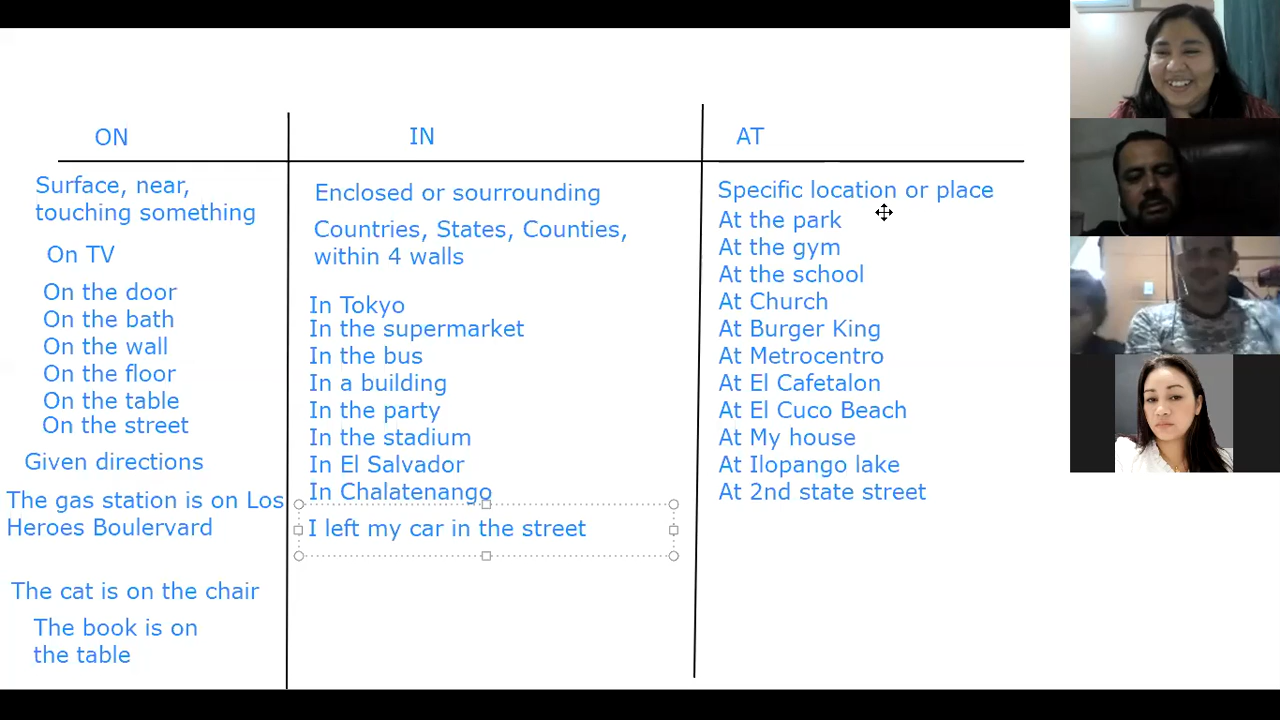 ON
Surface, near,
touching something
On TV
On the door
On the bath
On the wall
On the floor
On the table
On the street
Given directions
The gas station is on Los
Heroes Boulervard
The cat is on the chair
The book is on
the table
IN
Enclosed or sourrounding
Countries, States, Counties,
within 4 walls
In Tokyo
In the supermarket
In the bus
In a building
In the party
In the stadium
In El Salvador
In Chalatenango
I left my car in the street
AT
Specific location or place
At the park
At the gym
At the school
At Church
At Burger King
At Metrocentro
At El Cafetalon
At El Cuco Beach
At My house
At Ilopango lake
At 2nd state street